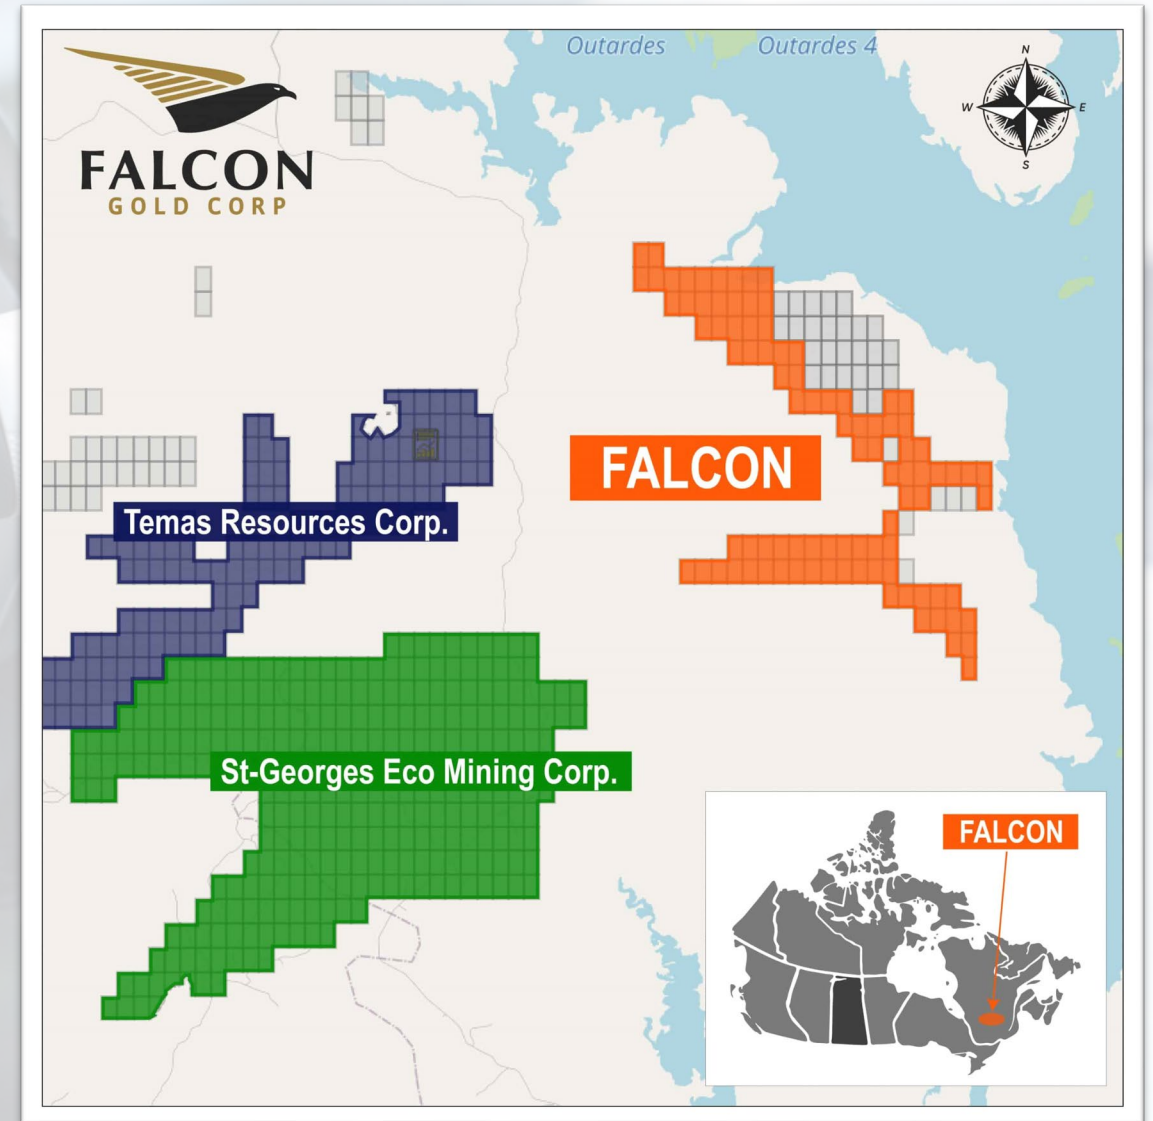 Outardes
Outardes 4
N
W
E
S
FALCON
GOLD CORP
FALCON
Temas Resources Corp.
St-Georges Eco Mining Corp.
FALCON